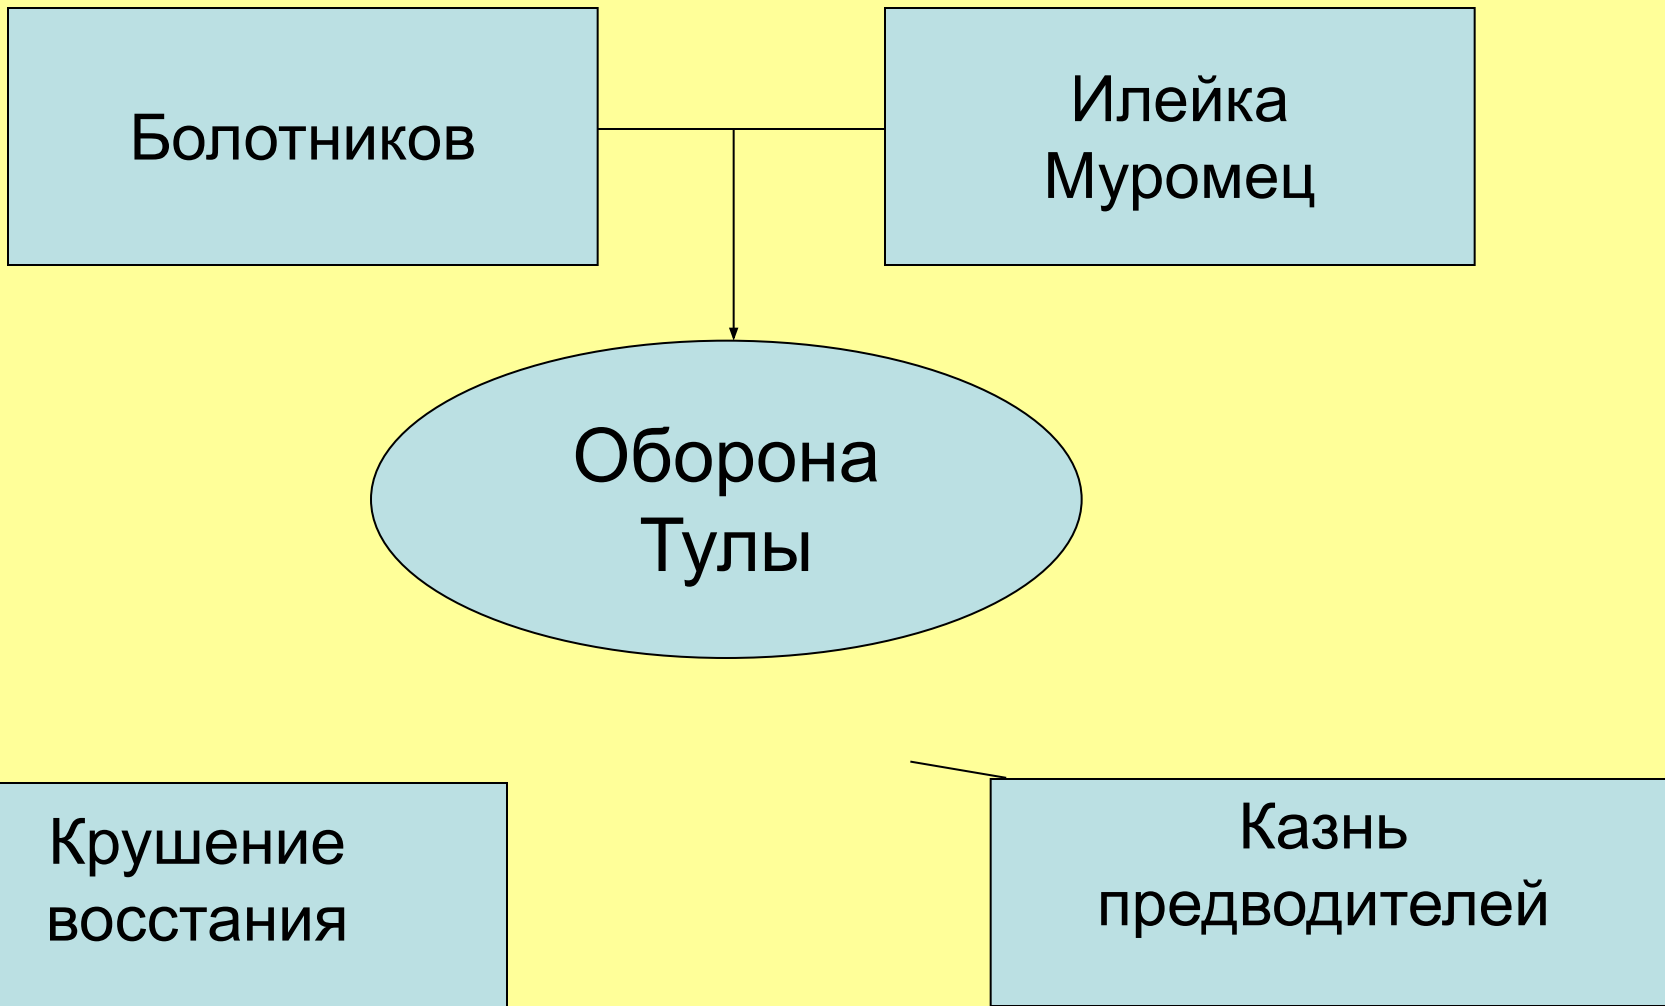 Болотников
Илейка
Муромец
Оборона
Тулы
Крушение
восстания
Казнь
предводителей